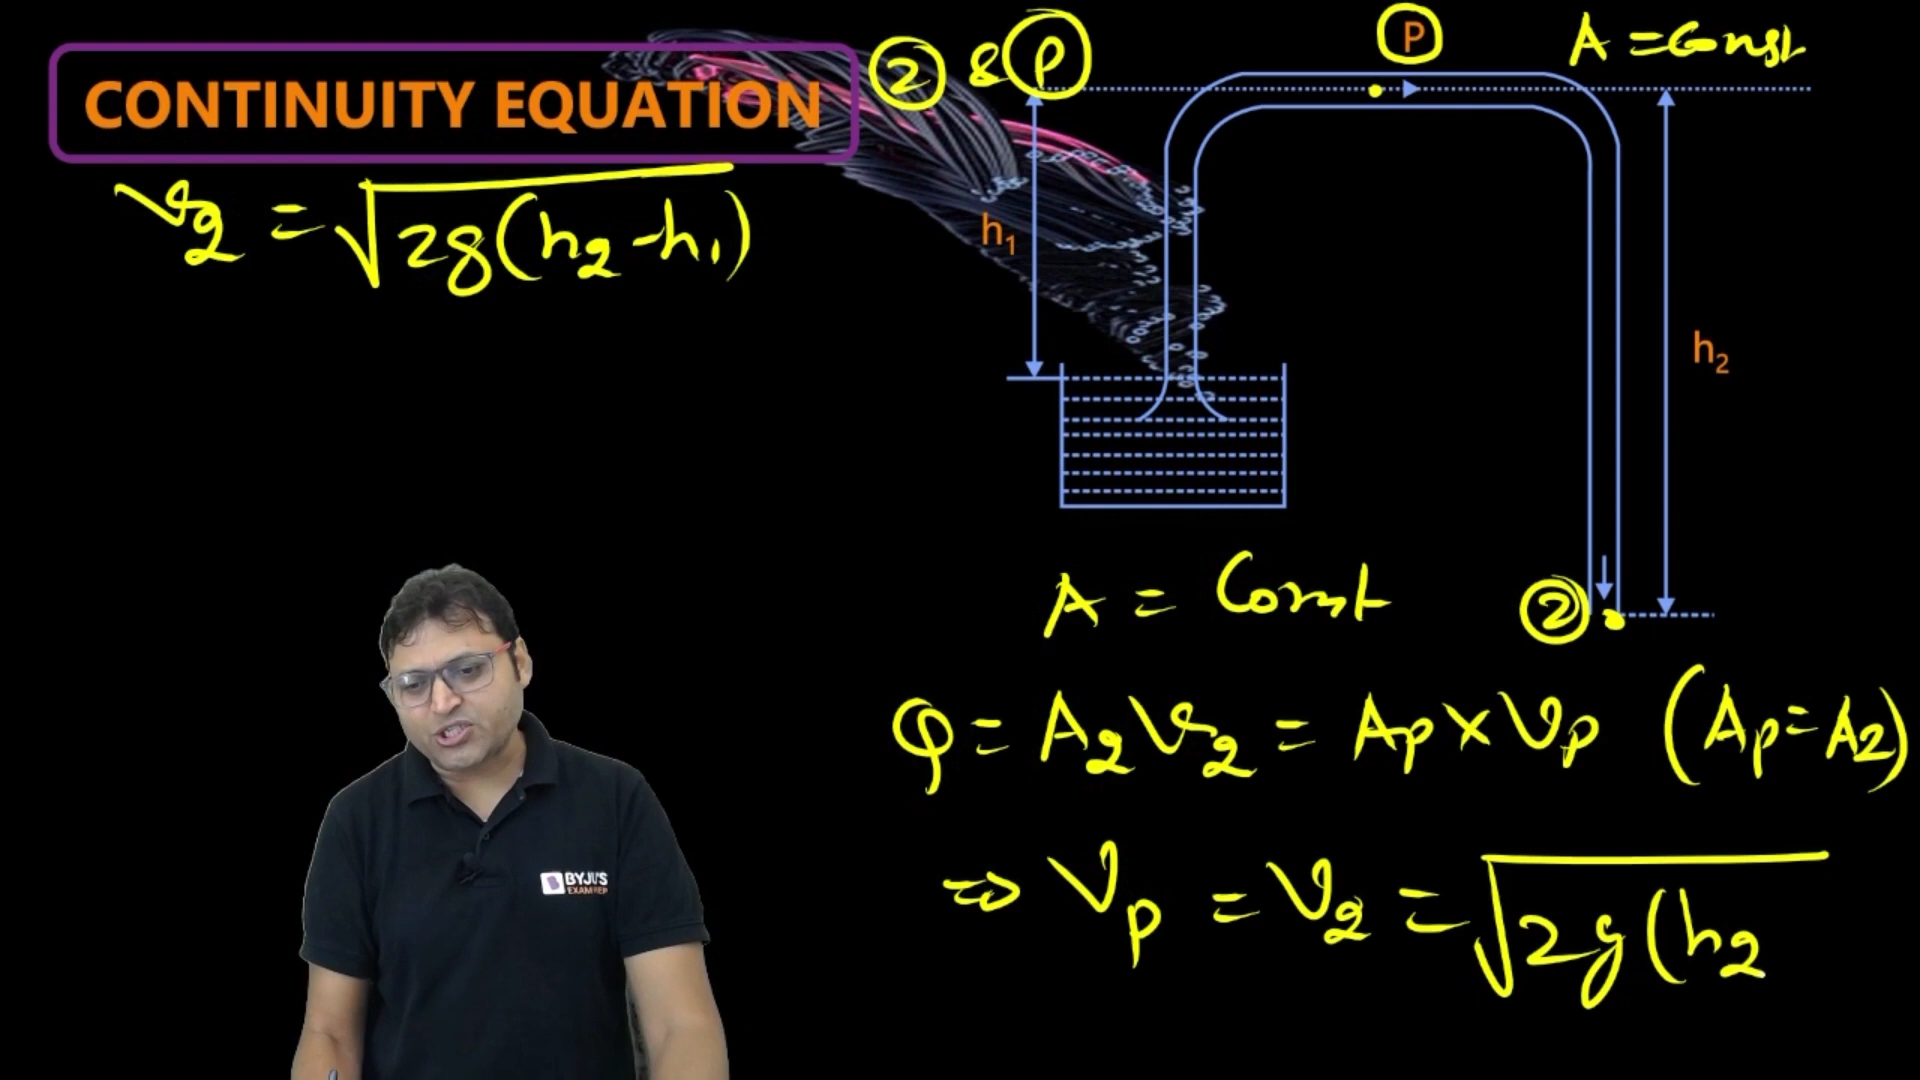 CONTINUITY EQUATION
② & Ⓟ
Ⓟ
A = Const
v₂ = √2g(h₂-h₁)
h₁
h₂
A = Const
②
Q = A₂v₂ = Ap × Vp (Ap = A₂)
⇒ Vp = V₂ = √2g(h₂
BYJU'S
EXAM PREP